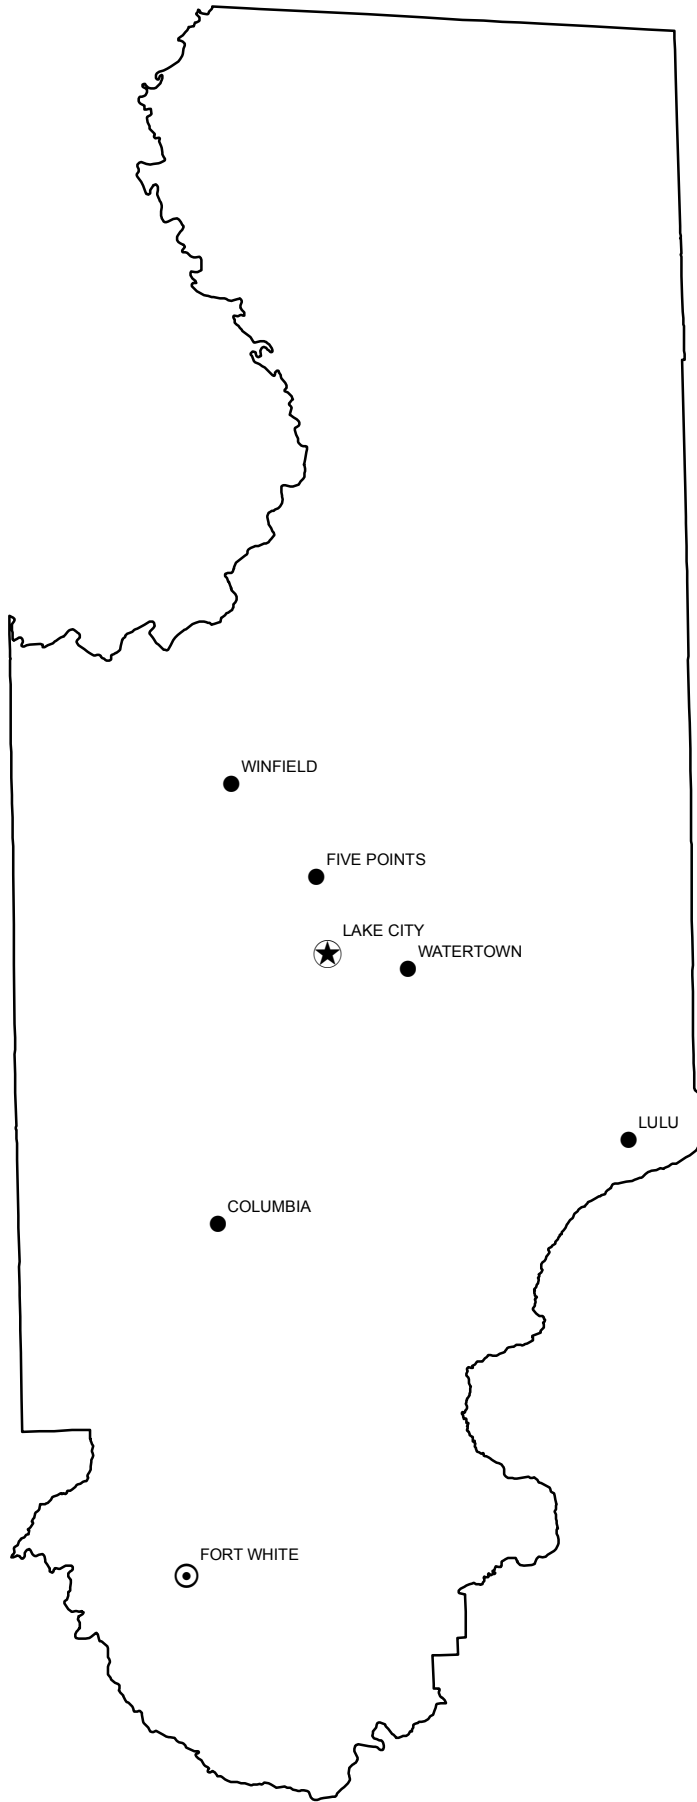 WINFIELD
FIVE POINTS
LAKE CITY
WATERTOWN
LULU
COLUMBIA
FORT WHITE